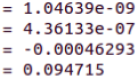 = 1.04639e-09
= 4.36133e-07
= -0.00046293
= 0.094715